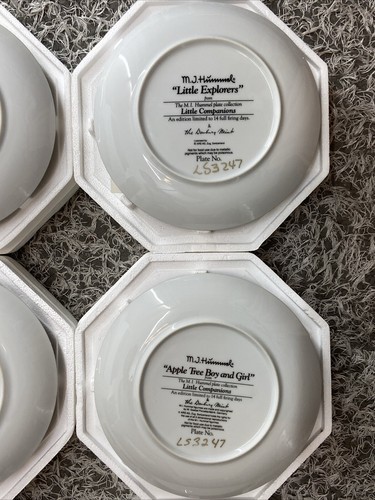 M.J. Hummel
"Little Explorers"
from
The M.I. Hummel plate collection
Little Companions
An edition limited to 14 full firing days.
The Danbury Mint
Plate No.
LS3247
M.J. Hummel
"Apple Tree Boy and Girl"
The M.I. Hummel plate collection
Little Companions
An edition limited to 14 full firing days.
The Danbury Mint
Plate No.
LS3247